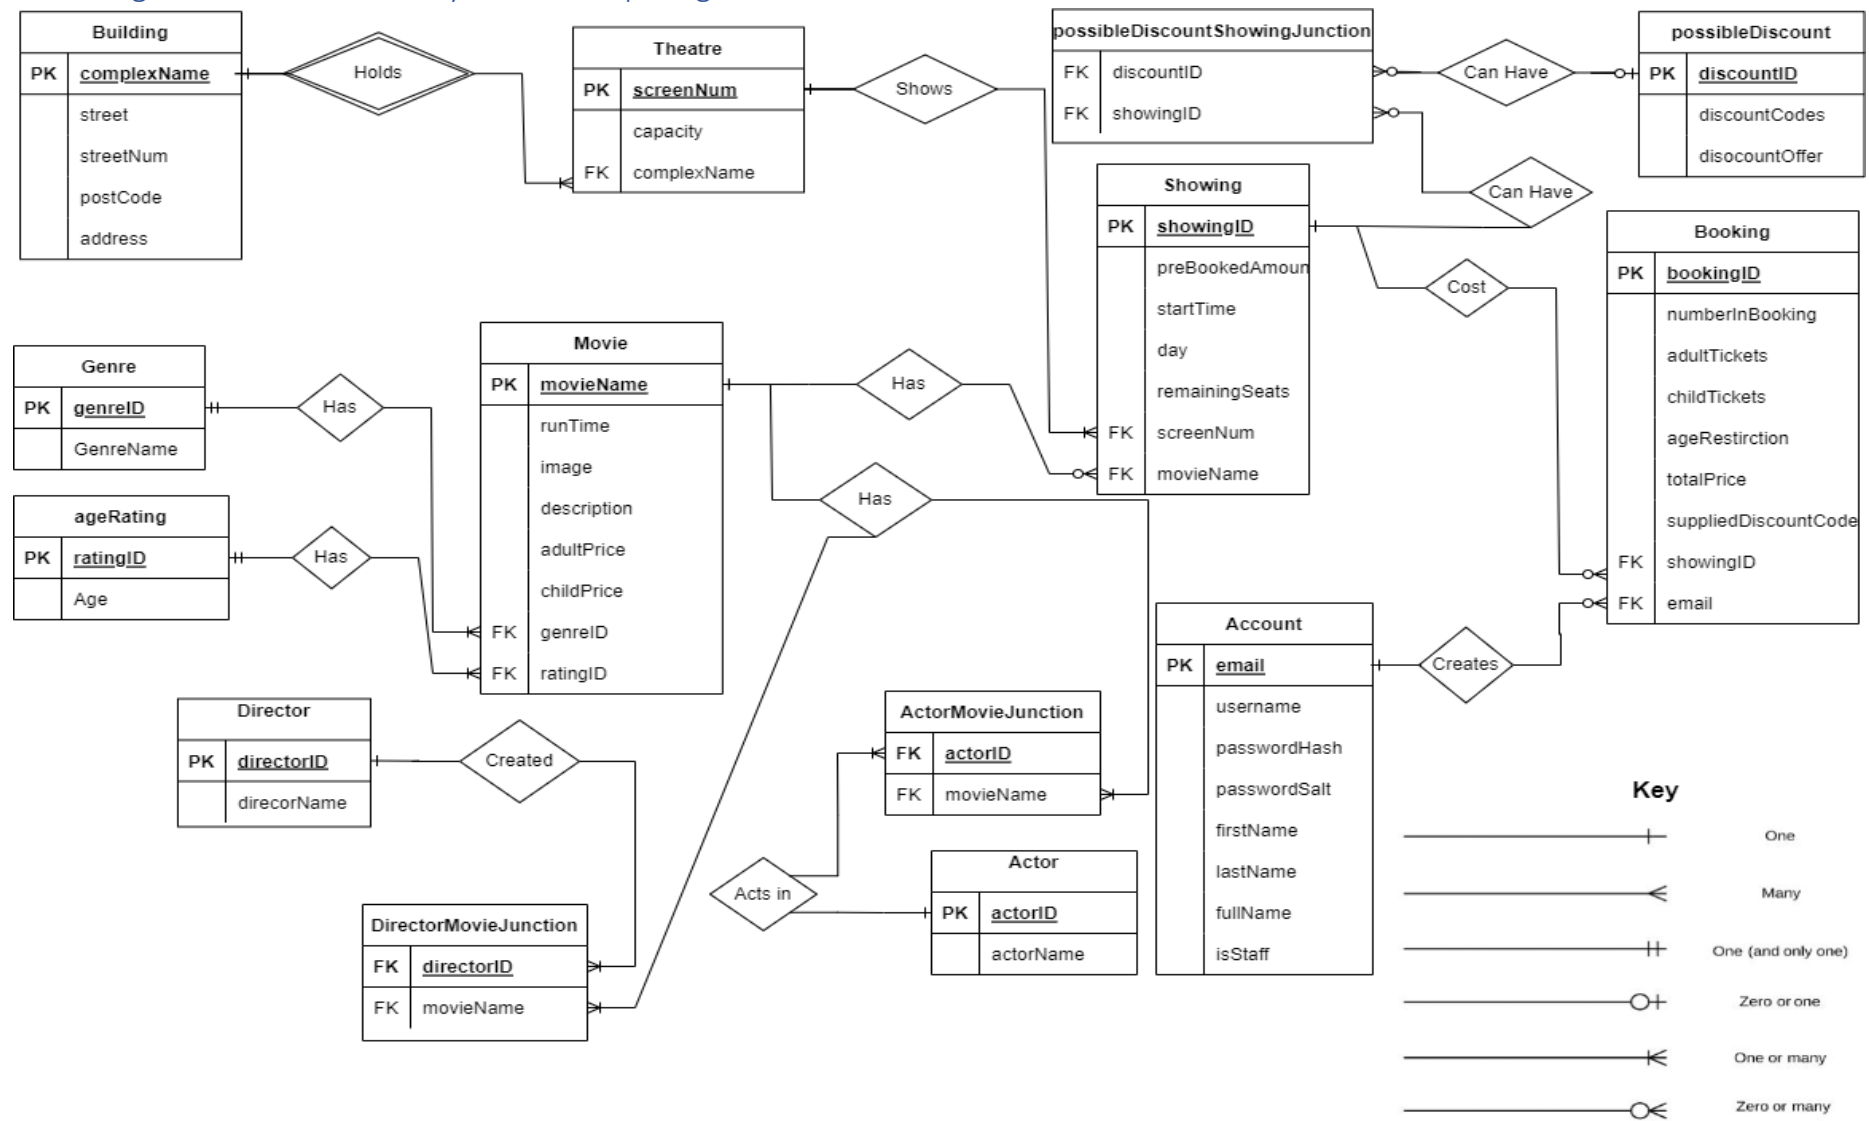 Building
PK complexName
street
streetNum
postCode
address
Holds
Theatre
PK screenNum
capacity
FK complexName
Shows
possibleDiscountShowingJunction
FK discountID
FK showingID
Can Have
possibleDiscount
PK discountID
discountCodes
disocountOffer
Can Have
Showing
PK showingID
preBookedAmoun
startTime
day
remainingSeats
FK screenNum
FK movieName
Cost
Booking
PK bookingID
numberInBooking
adultTickets
childTickets
ageRestirction
totalPrice
suppliedDiscountCode
FK showingID
FK email
Genre
PK genreID
GenreName
Has
ageRating
PK ratingID
Age
Has
Movie
PK movieName
runTime
image
description
adultPrice
childPrice
FK genreID
FK ratingID
Has
Has
Director
PK directorID
direcorName
Created
DirectorMovieJunction
FK directorID
FK movieName
ActorMovieJunction
FK actorID
FK movieName
Acts in
Actor
PK actorID
actorName
Account
PK email
username
passwordHash
passwordSalt
firstName
lastName
fullName
isStaff
Creates
Key
One
Many
One (and only one)
Zero or one
One or many
Zero or many